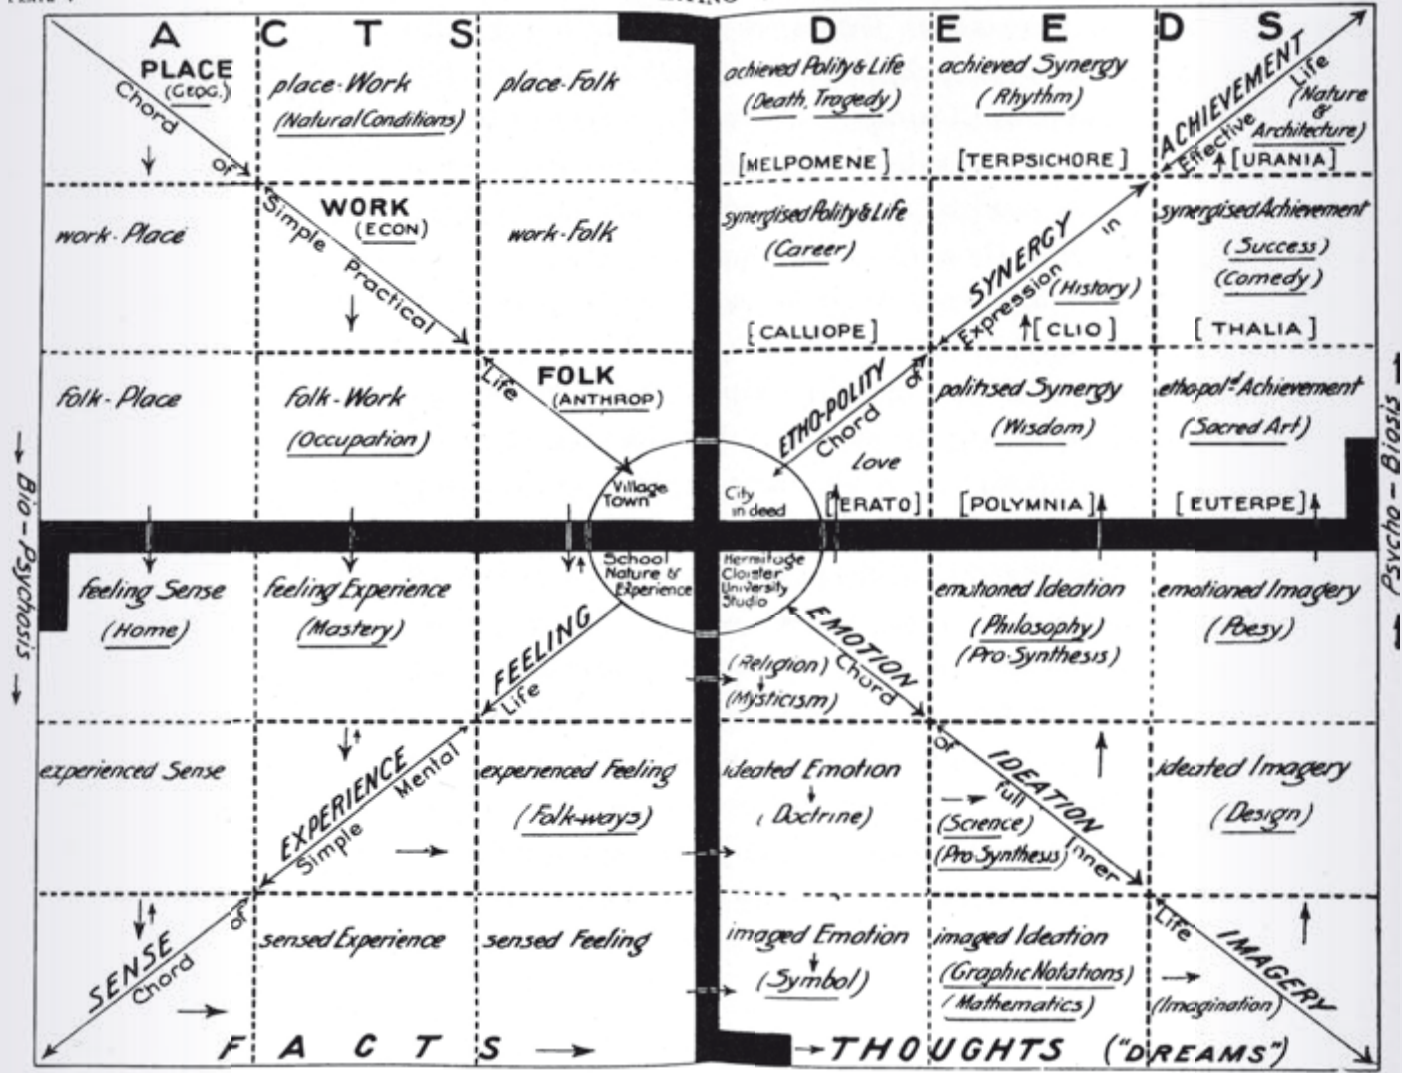 A C T S
D E E D S
PLACE
(GEOG.)
Chord of
place-Work
(Natural Conditions)
place-Folk
achieved Polity & Life
(Death, Tragedy)
[MELPOMENE]
achieved Synergy
(Rhythm)
[TERPSICHORE]
ACHIEVEMENT
Effective Life
(Nature
&
Architecture)
[URANIA]
work-Place
WORK
(ECON)
Simple Practical
work-Folk
synergised Polity & Life
(Career)
[CALLIOPE]
SYNERGY
Expression in
(History)
[CLIO]
synergised Achievement
(Success)
(Comedy)
[THALIA]
folk-Place
folk-Work
(Occupation)
FOLK
(ANTHROP)
Life
Village
Town
ETHO-POLITY
Chord of
Love
City
in deed
[ERATO]
politised Synergy
(Wisdom)
[POLYMNIA]
etho-pold Achievement
(Sacred Art)
[EUTERPE]
→ Bio-Psychosis →
Psycho-Biosis
feeling Sense
(Home)
feeling Experience
(Mastery)
School
Nature &
Experience
FEELING
Life
Hermitage
Cloister
University
Studio
EMOTION
Chord
(Religion)
(Mysticism)
emotioned Ideation
(Philosophy)
(Pro-Synthesis)
emotioned Imagery
(Poesy)
experienced Sense
EXPERIENCE
Simple Mental
experienced Feeling
(Folk-ways)
ideated Emotion
(Doctrine)
IDEATION
of full Inner
(Science)
(Pro-Synthesis)
ideated Imagery
(Design)
SENSE
Chord of
sensed Experience
sensed Feeling
imaged Emotion
(Symbol)
imaged Ideation
(Graphic Notations)
(Mathematics)
IMAGERY
Life
(Imagination)
F A C T S →
→ THOUGHTS ("DREAMS")